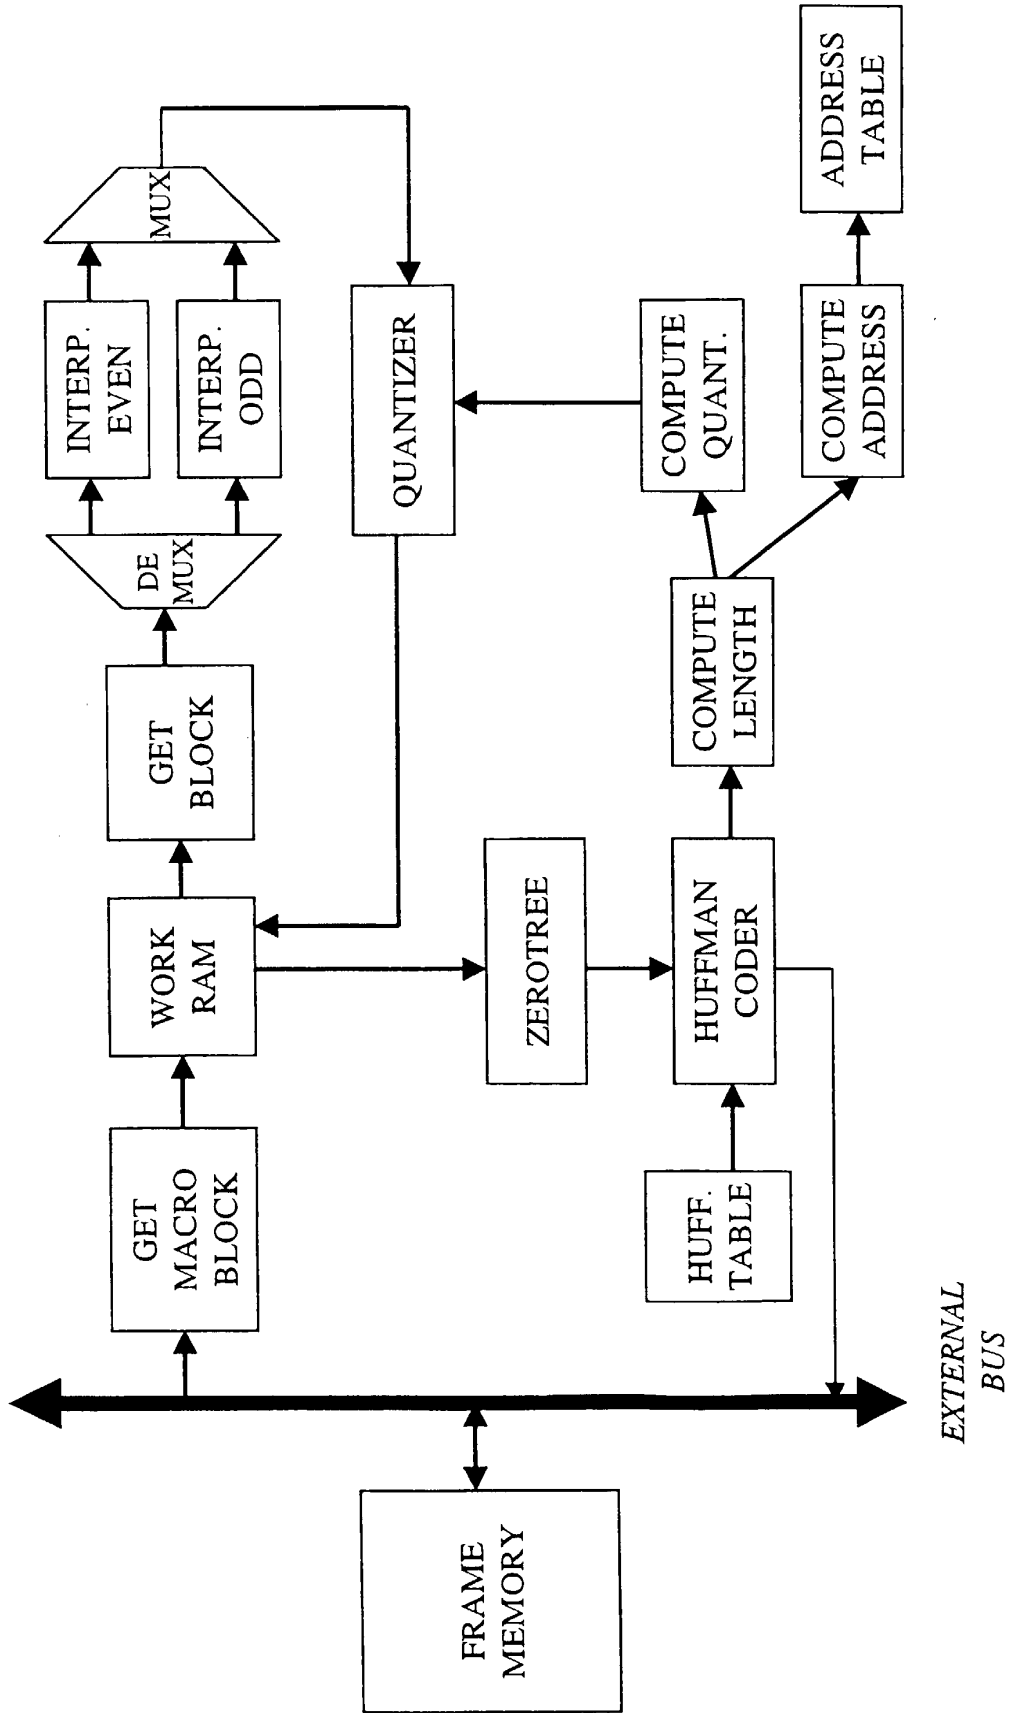 FRAME
MEMORY
EXTERNAL
BUS
GET
MACRO
BLOCK
WORK
RAM
GET
BLOCK
DE
MUX
INTERP.
EVEN
INTERP.
ODD
MUX
QUANTIZER
ZEROTREE
HUFF.
TABLE
HUFFMAN
CODER
COMPUTE
LENGTH
COMPUTE
QUANT.
COMPUTE
ADDRESS
ADDRESS
TABLE